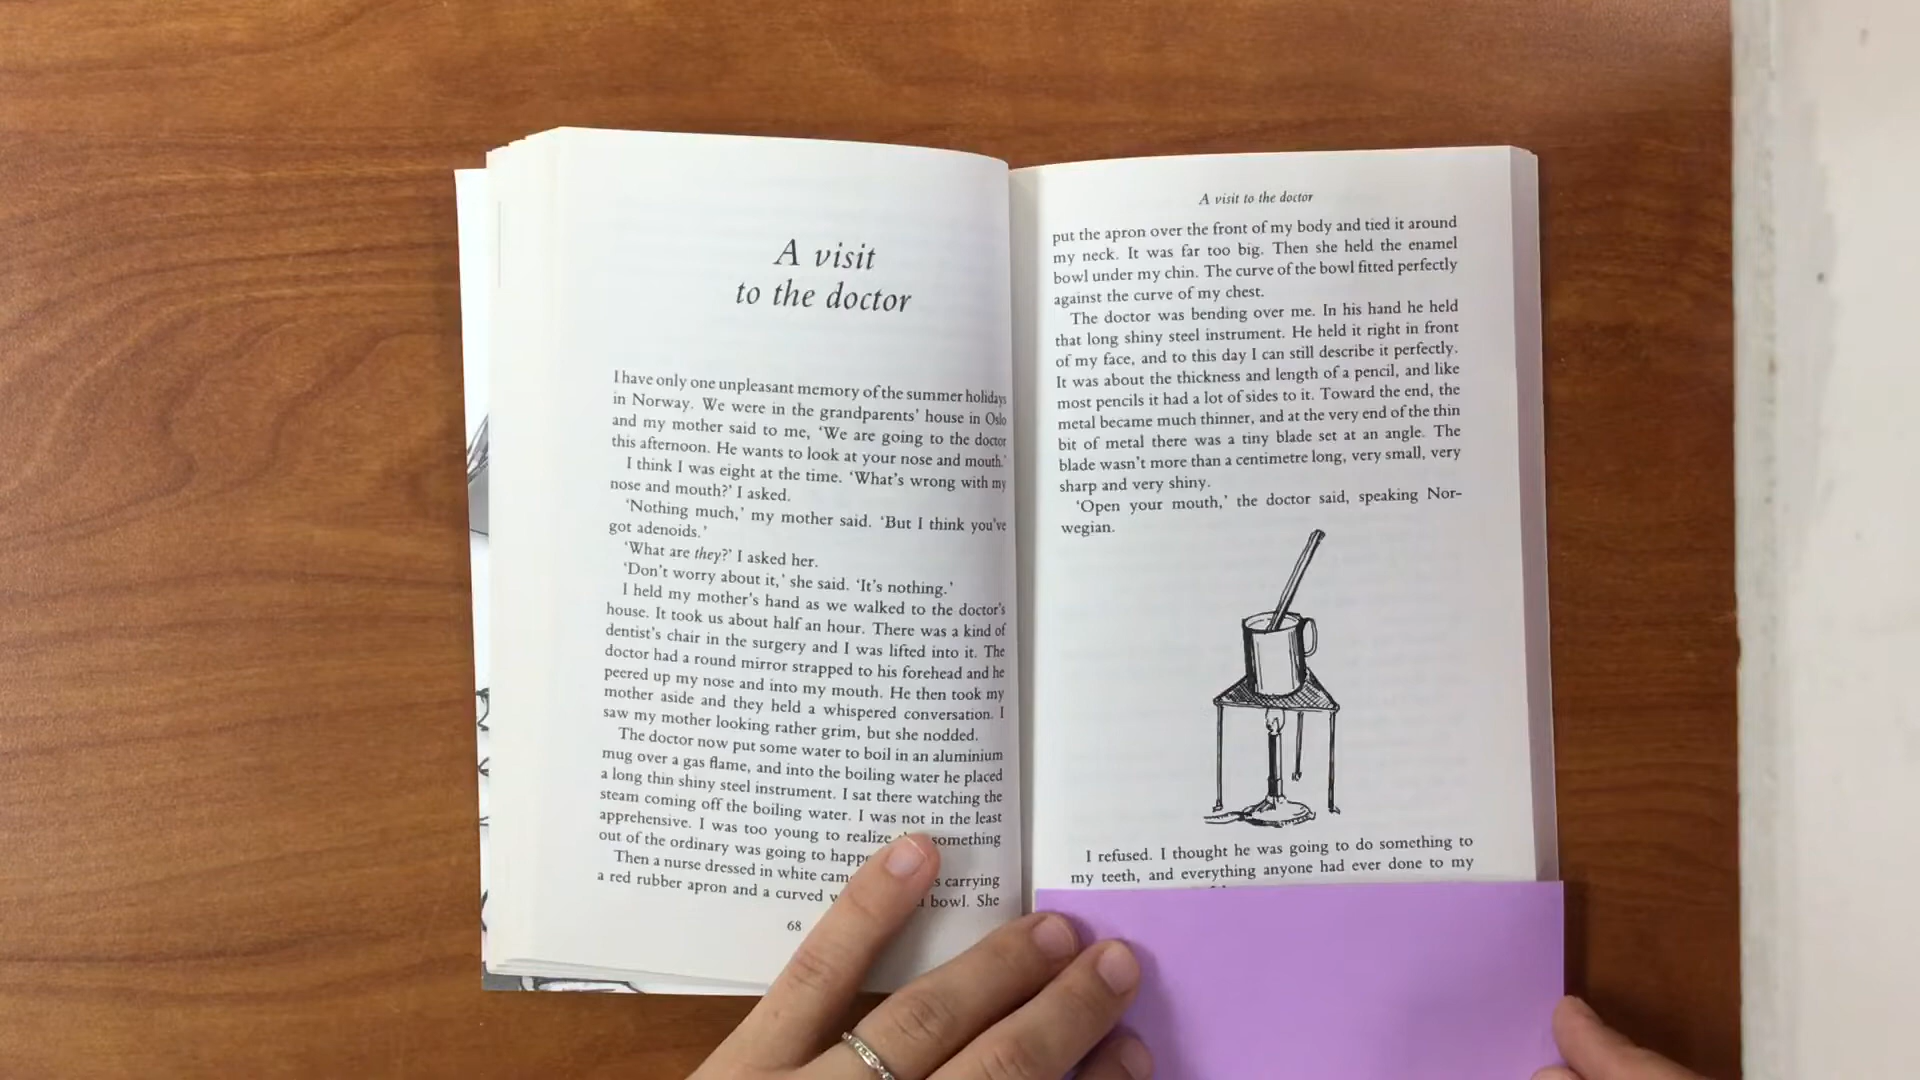 A visit
to the doctor
I have only one unpleasant memory of the summer holidays
in Norway. We were in the grandparents' house in Oslo
and my mother said to me, 'We are going to the doctor
this afternoon. He wants to look at your nose and mouth.'
I think I was eight at the time. 'What's wrong with my
nose and mouth?' I asked.
'Nothing much,' my mother said. 'But I think you've
got adenoids.'
'What are they?' I asked her.
'Don't worry about it,' she said. 'It's nothing.'
I held my mother's hand as we walked to the doctor's
house. It took us about half an hour. There was a kind of
dentist's chair in the surgery and I was lifted into it. The
doctor had a round mirror strapped to his forehead and he
peered up my nose and into my mouth. He then took my
mother aside and they held a whispered conversation. I
saw my mother looking rather grim, but she nodded.
The doctor now put some water to boil in an aluminium
mug over a gas flame, and into the boiling water he placed
a long thin shiny steel instrument. I sat there watching the
steam coming off the boiling water. I was not in the least
apprehensive. I was too young to realize something
out of the ordinary was going to
Then a nurse dressed in white carrying
a red rubber apron and a curved bowl. She
68
A visit to the doctor
put the apron over the front of my body and tied it around
my neck. It was far too big. Then she held the enamel
bowl under my chin. The curve of the bowl fitted perfectly
against the curve of my chest.
The doctor was bending over me. In his hand he held
that long shiny steel instrument. He held it right in front
of my face, and to this day I can still describe it perfectly.
It was about the thickness and length of a pencil, and like
most pencils it had a lot of sides to it. Toward the end, the
metal became much thinner, and at the very end of the thin
bit of metal there was a tiny blade set at an angle. The
blade wasn't more than a centimetre long, very small, very
sharp and very shiny.
'Open your mouth,' the doctor said, speaking Nor-
wegian.
I refused. I thought he was going to do something to
my teeth, and everything anyone had ever done to my